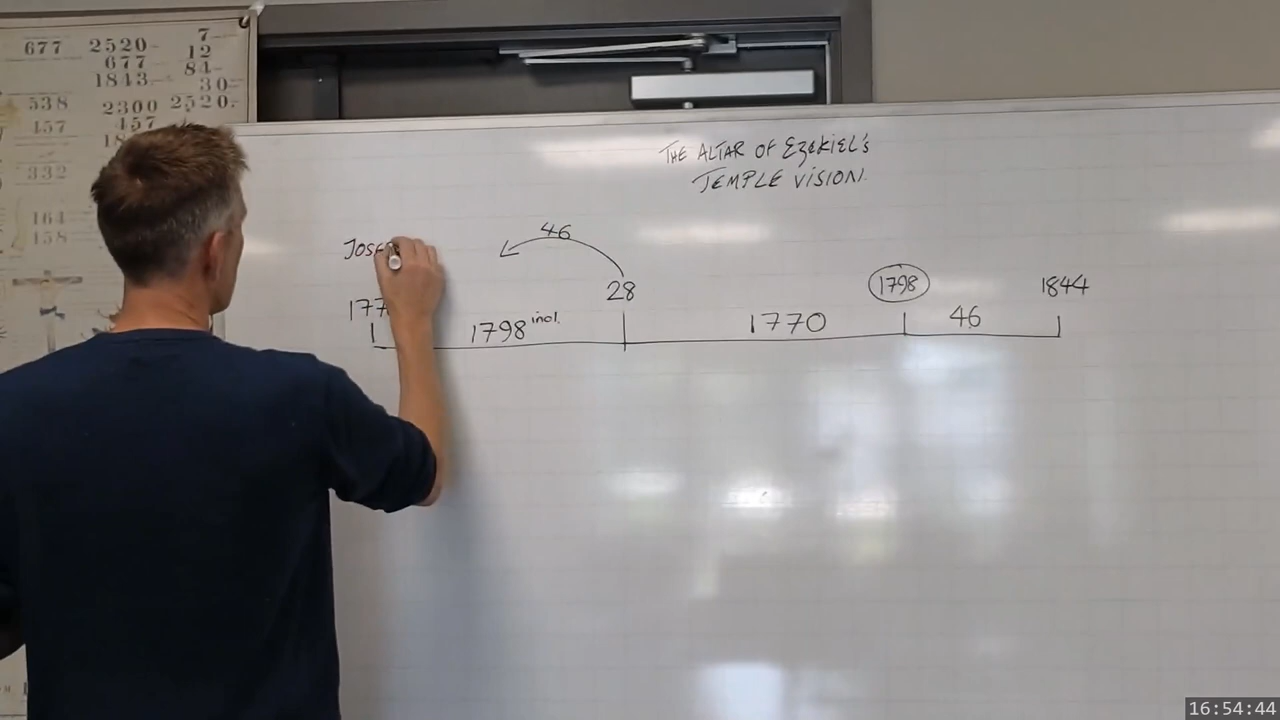 677 2520 7
677 12
1843 84
30
538 2300 2520
457 457
332
164
158
THE ALTAR OF EZEKIEL'S
TEMPLE VISION
46
28
1798 1844
1798 incl. 1770 46
16:54:44